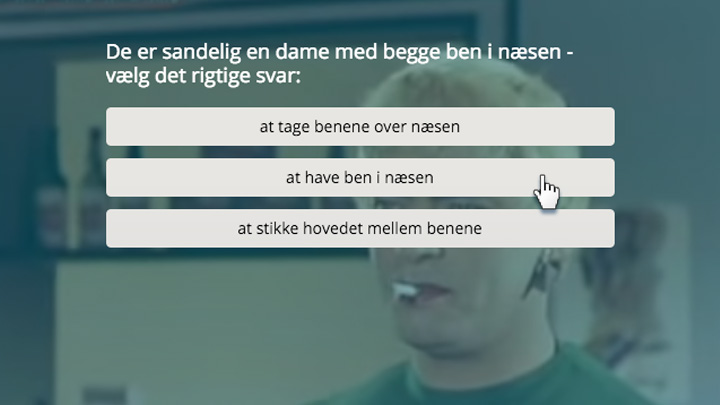 De er sandelig en dame med begge ben i næsen -
vælg det rigtige svar:
at tage benene over næsen
at have ben i næsen
at stikke hovedet mellem benene